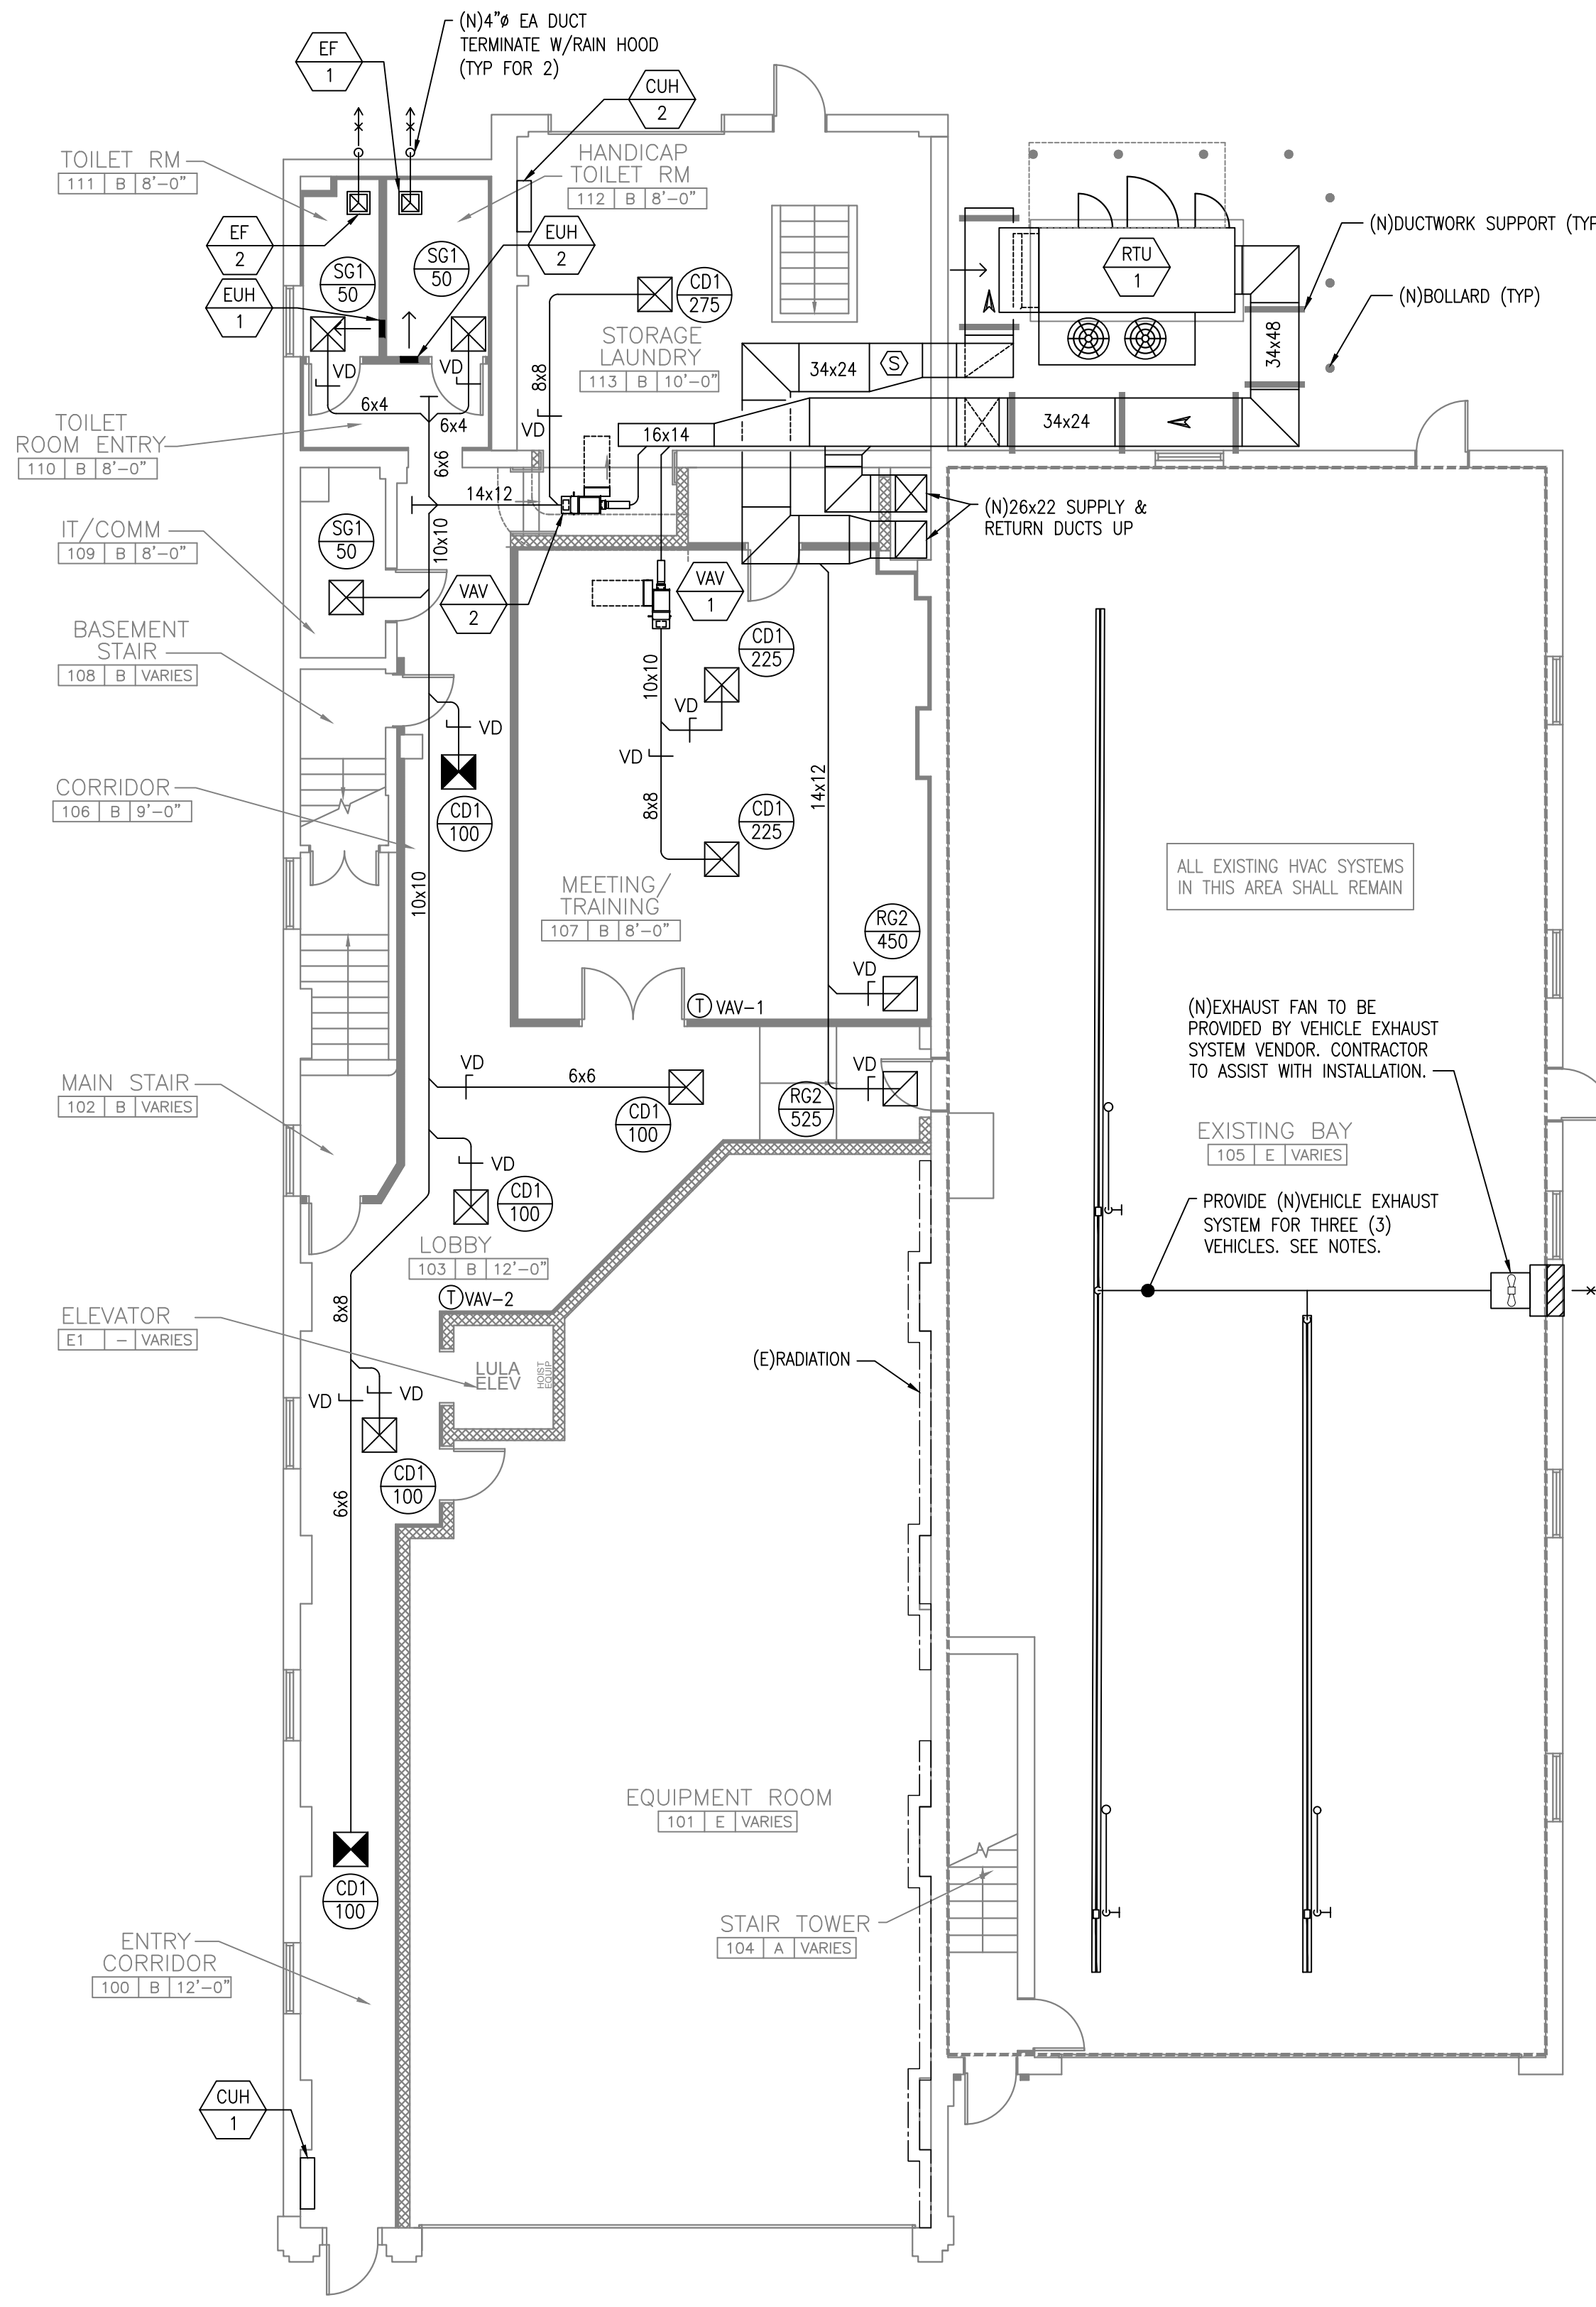 (N)4"ø EA DUCT
TERMINATE W/RAIN HOOD
(TYP FOR 2)
EF
1
CUH
2
TOILET RM
111 B 8'-0"
HANDICAP
TOILET RM
112 B 8'-0"
EF
2
EUH
1
SG1
50
SG1
50
EUH
2
CD1
275
RTU
1
(N)DUCTWORK SUPPORT (TYP
(N)BOLLARD (TYP)
STORAGE
LAUNDRY
113 B 10'-0"
8x8
VD
34x24
S
34x48
VD
VD
6x4
6x4
TOILET
ROOM ENTRY
110 B 8'-0"
6x6
16x14
34x24
14x12
(N)26x22 SUPPLY &
RETURN DUCTS UP
IT/COMM
109 B 8'-0"
SG1
50
10x10
VAV
2
VAV
1
BASEMENT
STAIR
108 B VARIES
CD1
225
10x10
VD
VD
VD
CORRIDOR
106 B 9'-0"
CD1
100
8x8
CD1
225
14x12
10x10
MEETING/
TRAINING
107 B 8'-0"
ALL EXISTING HVAC SYSTEMS
IN THIS AREA SHALL REMAIN
RG2
450
VD
T VAV-1
(N)EXHAUST FAN TO BE
PROVIDED BY VEHICLE EXHAUST
SYSTEM VENDOR. CONTRACTOR
TO ASSIST WITH INSTALLATION.
MAIN STAIR
102 B VARIES
VD
6x6
CD1
100
VD
RG2
525
EXISTING BAY
105 E VARIES
VD
CD1
100
PROVIDE (N)VEHICLE EXHAUST
SYSTEM FOR THREE (3)
VEHICLES. SEE NOTES.
LOBBY
103 B 12'-0"
T VAV-2
8x8
ELEVATOR
E1 - VARIES
LULA
ELEV
HOIST
EQUIP
(E)RADIATION
VD
VD
CD1
100
6x6
EQUIPMENT ROOM
101 E VARIES
CD1
100
STAIR TOWER
104 A VARIES
ENTRY
CORRIDOR
100 B 12'-0"
CUH
1